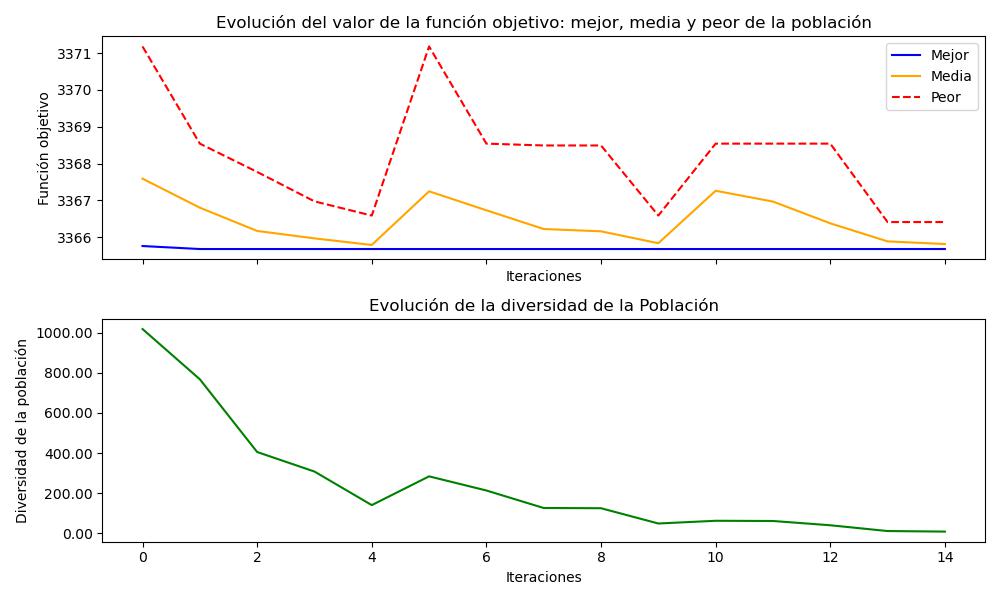 Evolución del valor de la función objetivo: mejor, media y peor de la población
Función objetivo
3371
3370
3369
3368
3367
3366
Mejor
Media
Peor
Iteraciones
Evolución de la diversidad de la Población
Diversidad de la población
1000.00
800.00
600.00
400.00
200.00
0.00
0 2 4 6 8 10 12 14
Iteraciones